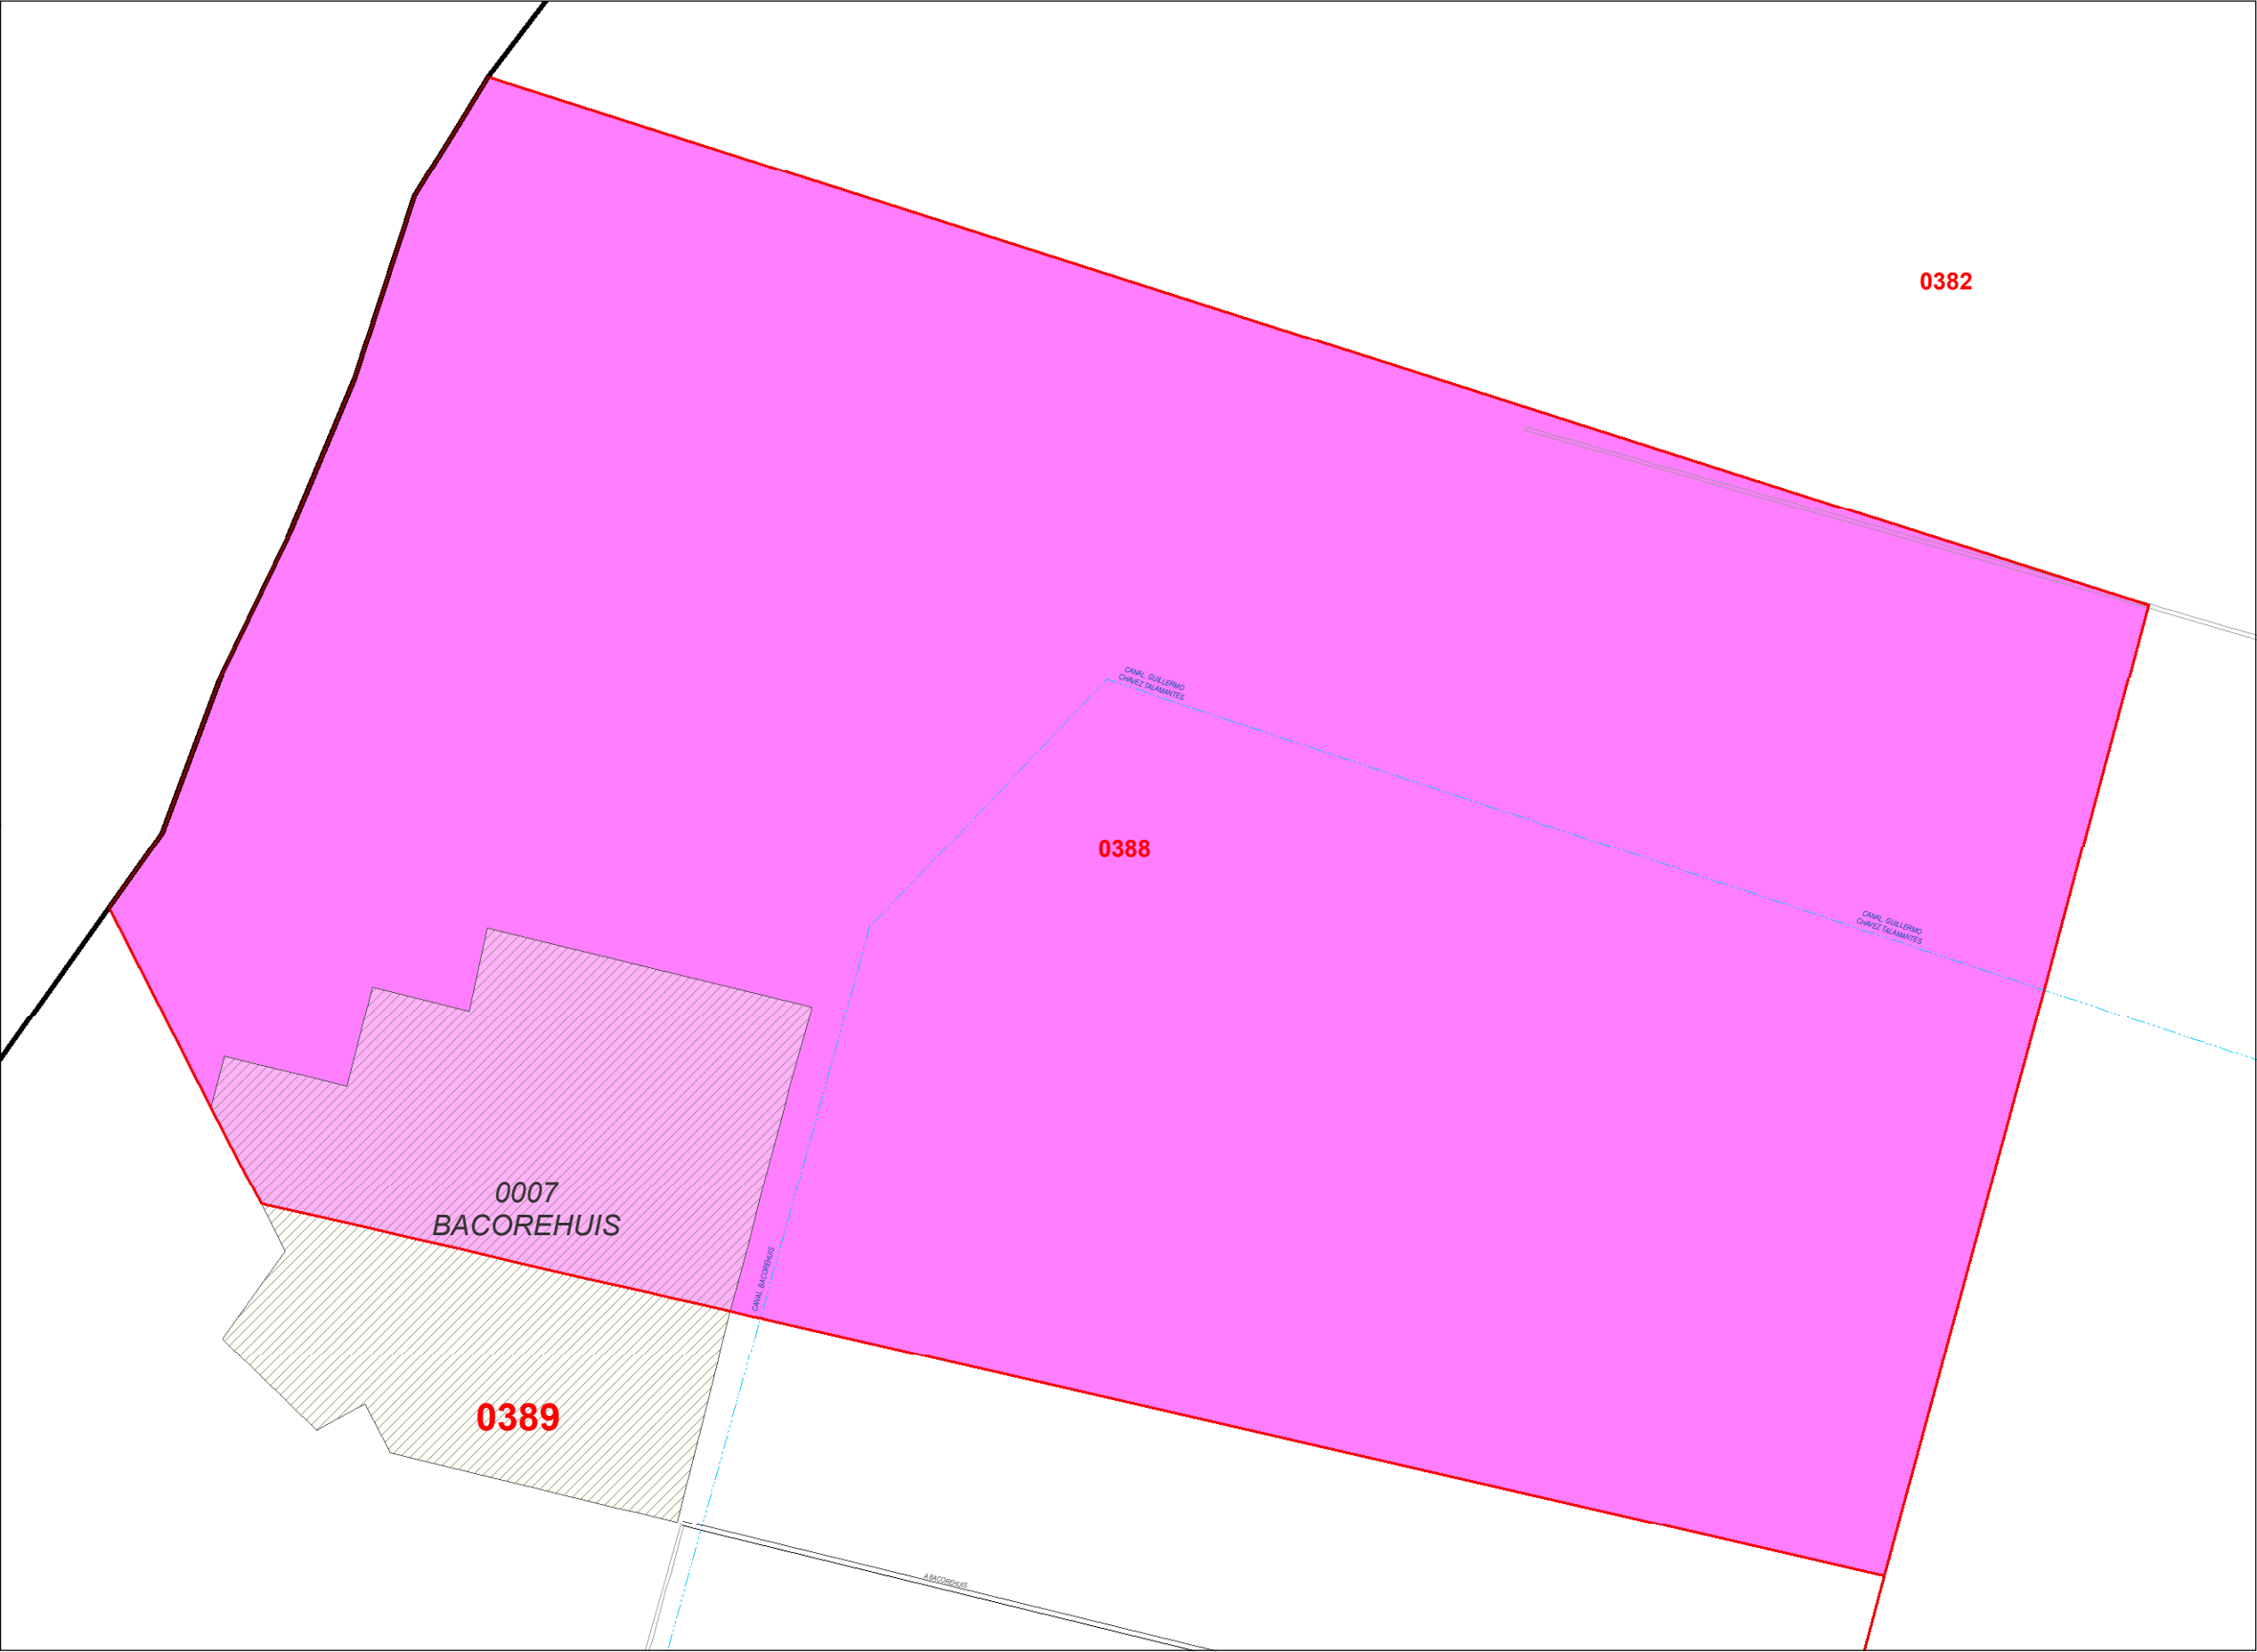 0382
CANAL GUILLERMO
CHAVEZ TALAMANTES
0388
CANAL GUILLERMO
CHAVEZ TALAMANTES
0007
BACOREHUIS
CANAL BACOREHUIS
0389
A BACOREHUIS